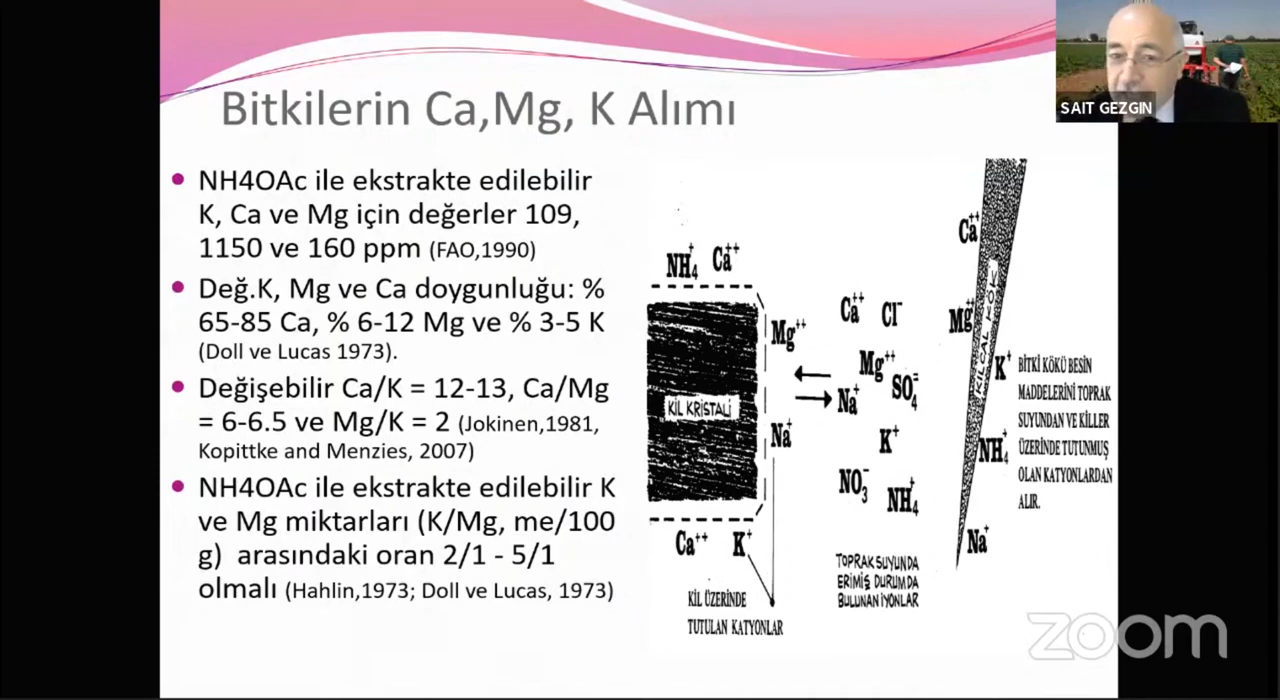 SAIT GEZGIN
Bitkilerin Ca,Mg, K Alımı
• NH4OAc ile ekstrakte edilebilir
K, Ca ve Mg için değerler 109,
1150 ve 160 ppm (FAO,1990)
• Değ.K, Mg ve Ca doygunluğu: %
65-85 Ca, % 6-12 Mg ve % 3-5 K
(Doll ve Lucas 1973).
• Değişebilir Ca/K = 12-13, Ca/Mg
= 6-6.5 ve Mg/K = 2 (Jokinen,1981,
Kopittke and Menzies, 2007)
• NH4OAc ile ekstrakte edilebilir K
ve Mg miktarları (K/Mg, me/100
g) arasındaki oran 2/1 - 5/1
olmalı (Hahlin,1973; Doll ve Lucas, 1973)
NH₄⁺ Ca⁺⁺
Mg⁺⁺
KİL KRİSTALİ
Na⁺
Ca⁺⁺ K⁺
KİL ÜZERİNDE
TUTULAN KATYONLAR
Ca⁺⁺ Cl⁻
Mg⁺⁺
Na⁺ SO₄⁼
K⁺
NO₃⁻
NH₄⁺
TOPRAK SUYUNDA
ERİMİŞ DURUMDA
BULUNAN İYONLAR
Ca⁺⁺
Mg⁺⁺
KILCAL KÖK
K⁺
NH₄⁺
Na⁺
BİTKİ KÖKÜ BESİN
MADDELERİNİ TOPRAK
SUYUNDAN VE KİLLER
ÜZERİNDE TUTUNMUŞ
OLAN KATYONLARDAN
ALIR.
zoom